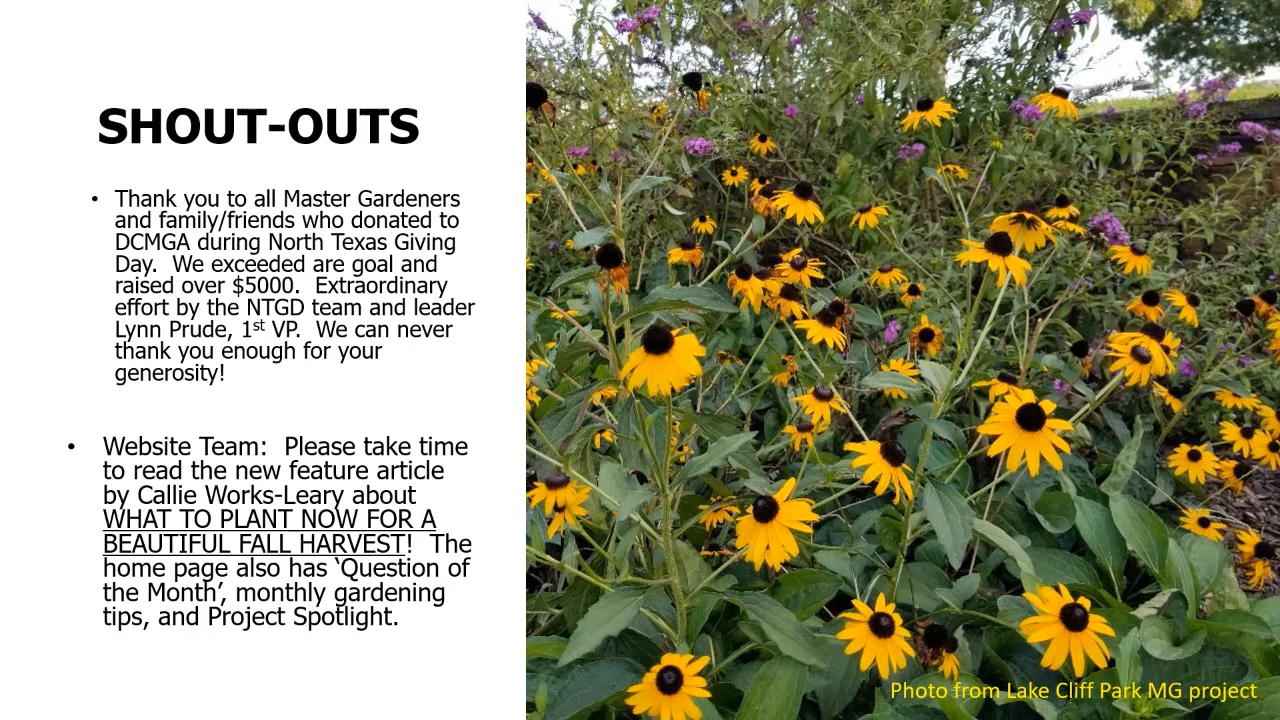 SHOUT-OUTS
• Thank you to all Master Gardeners
and family/friends who donated to
DCMGA during North Texas Giving
Day.  We exceeded are goal and
raised over $5000.  Extraordinary
effort by the NTGD team and leader
Lynn Prude, 1st VP.  We can never
thank you enough for your
generosity!
• Website Team:  Please take time
to read the new feature article
by Callie Works-Leary about
WHAT TO PLANT NOW FOR A
BEAUTIFUL FALL HARVEST!  The
home page also has ‘Question of
the Month’, monthly gardening
tips, and Project Spotlight.
Photo from Lake Cliff Park MG project